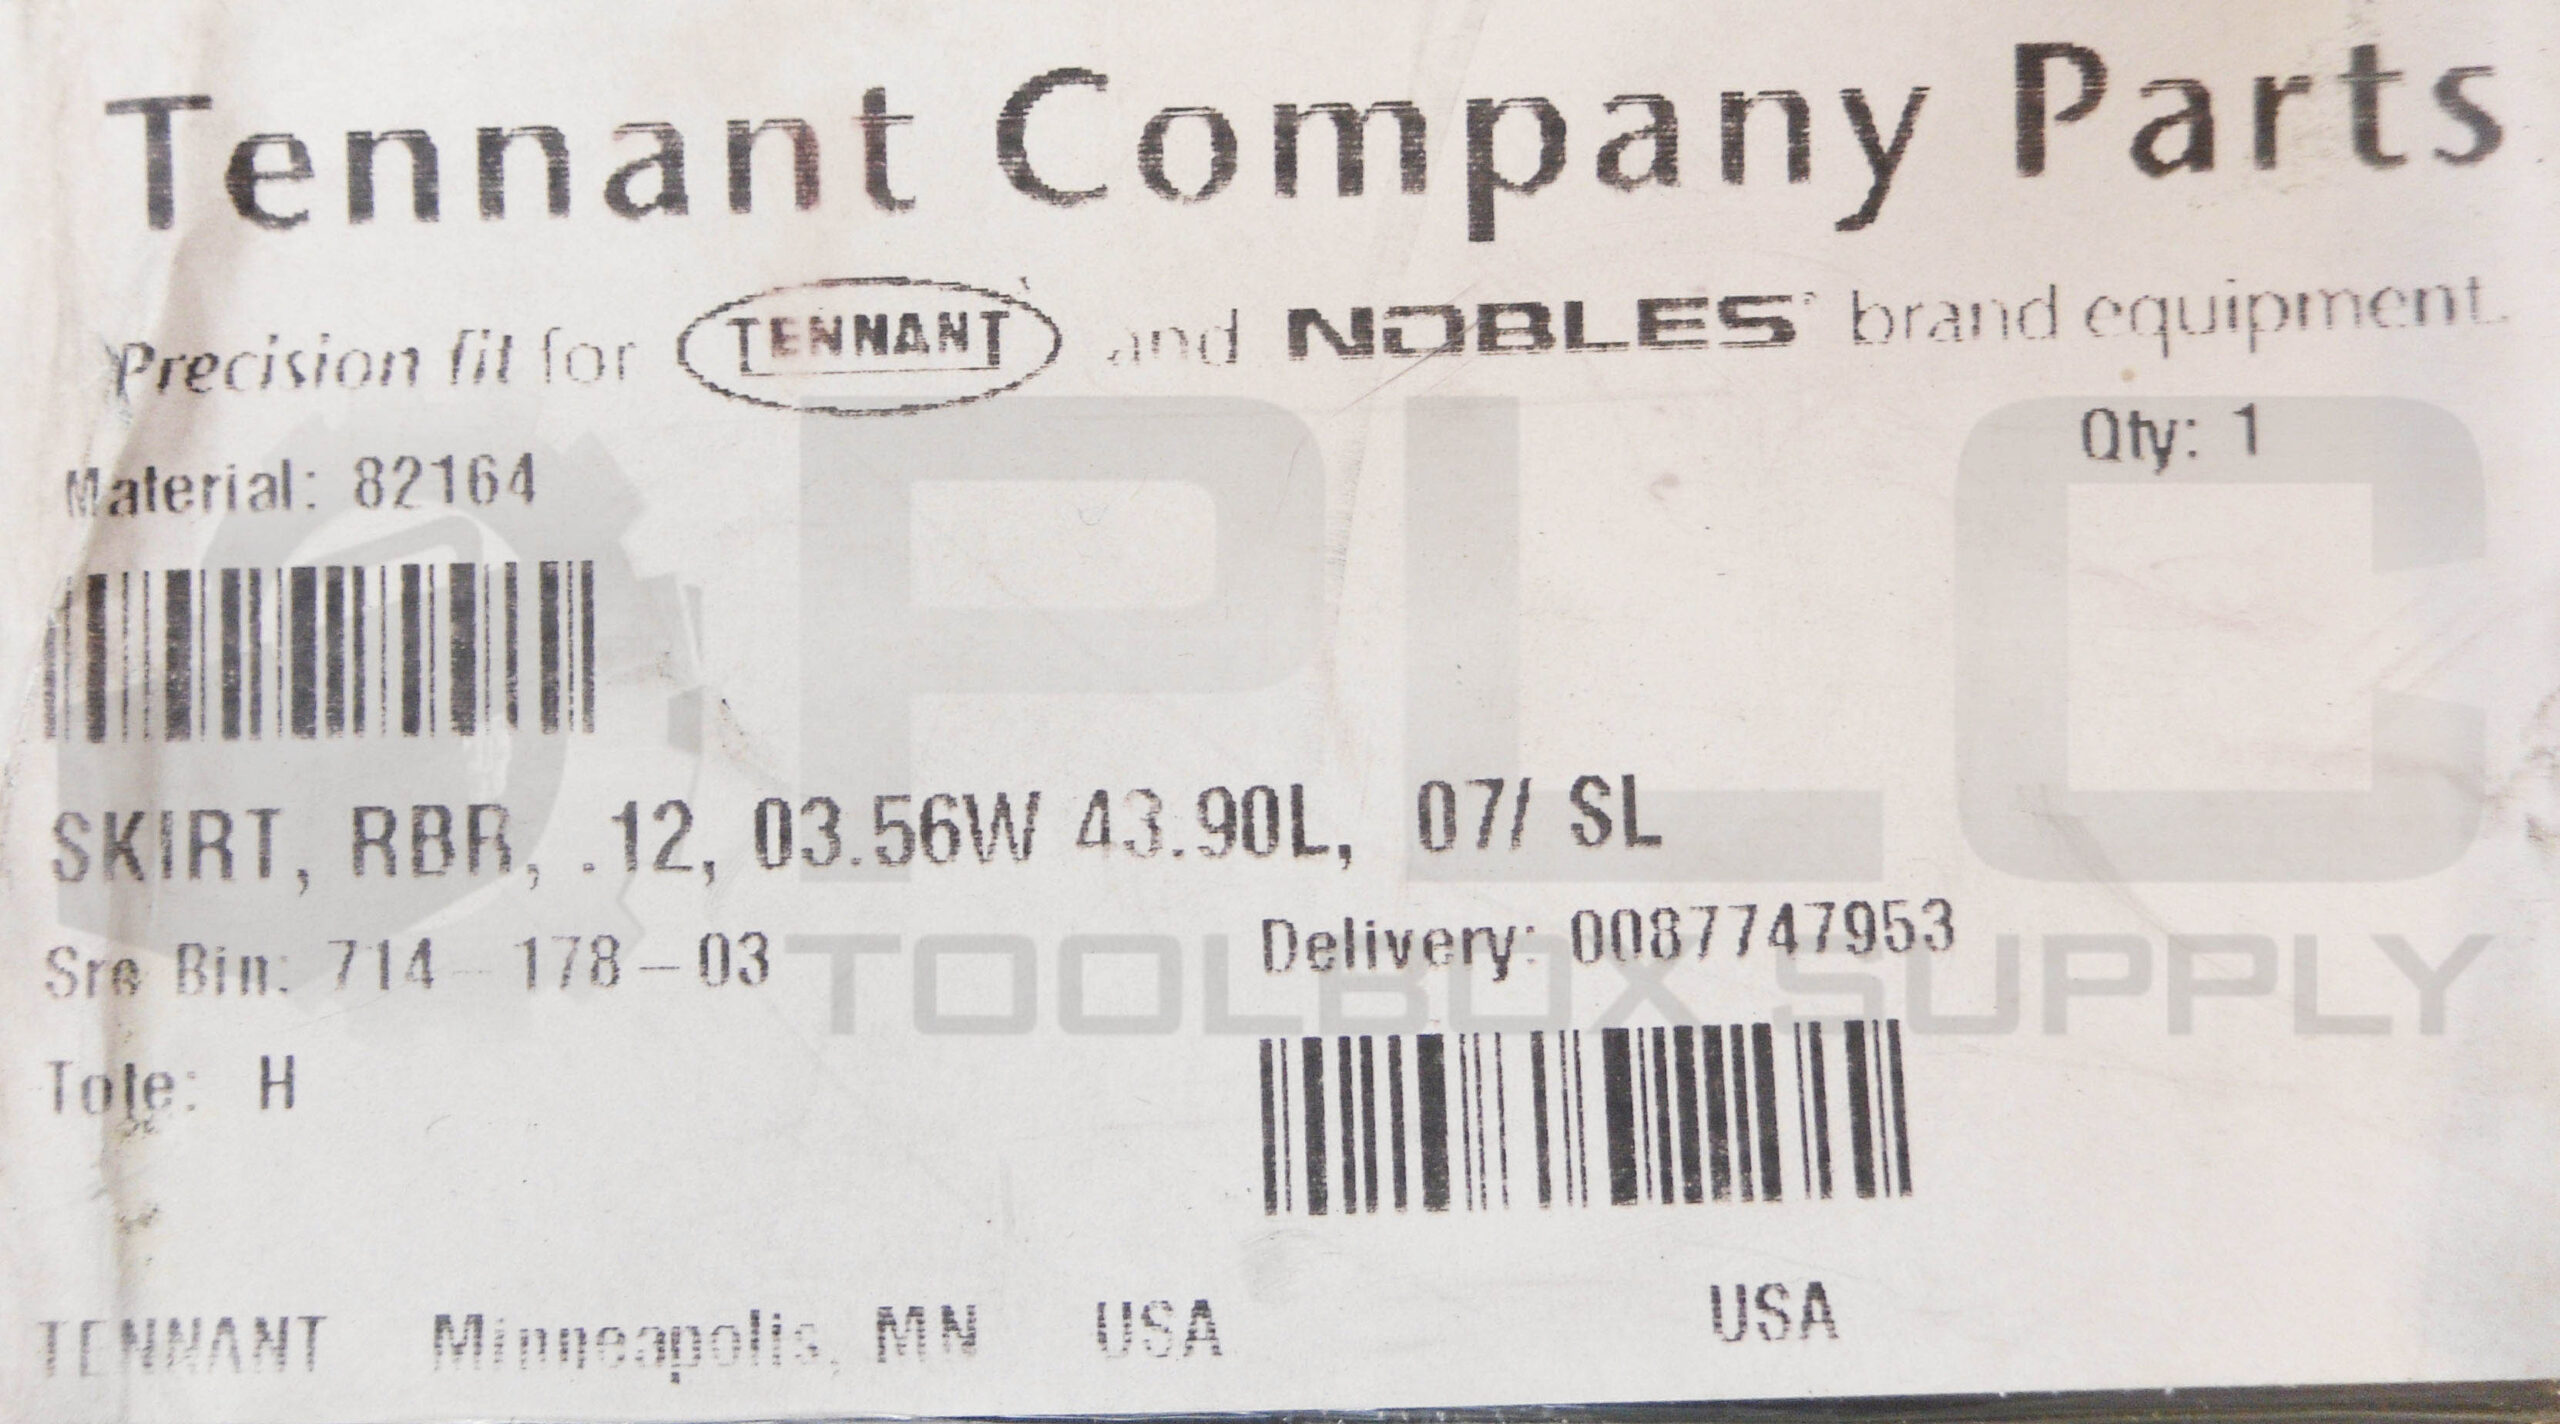 Tennant Company Parts
Precision fit for TENNANT and NOBLES® brand equipment.
Qty: 1
Material: 82164
SKIRT, RBR, .12, 03.56W 43.90L, 07/ SL
Src Bin: 714-178-03
Delivery: 0087747953
Tote: H
TENNANT Minneapolis, MN USA
USA
PLC
TOOLBOX SUPPLY